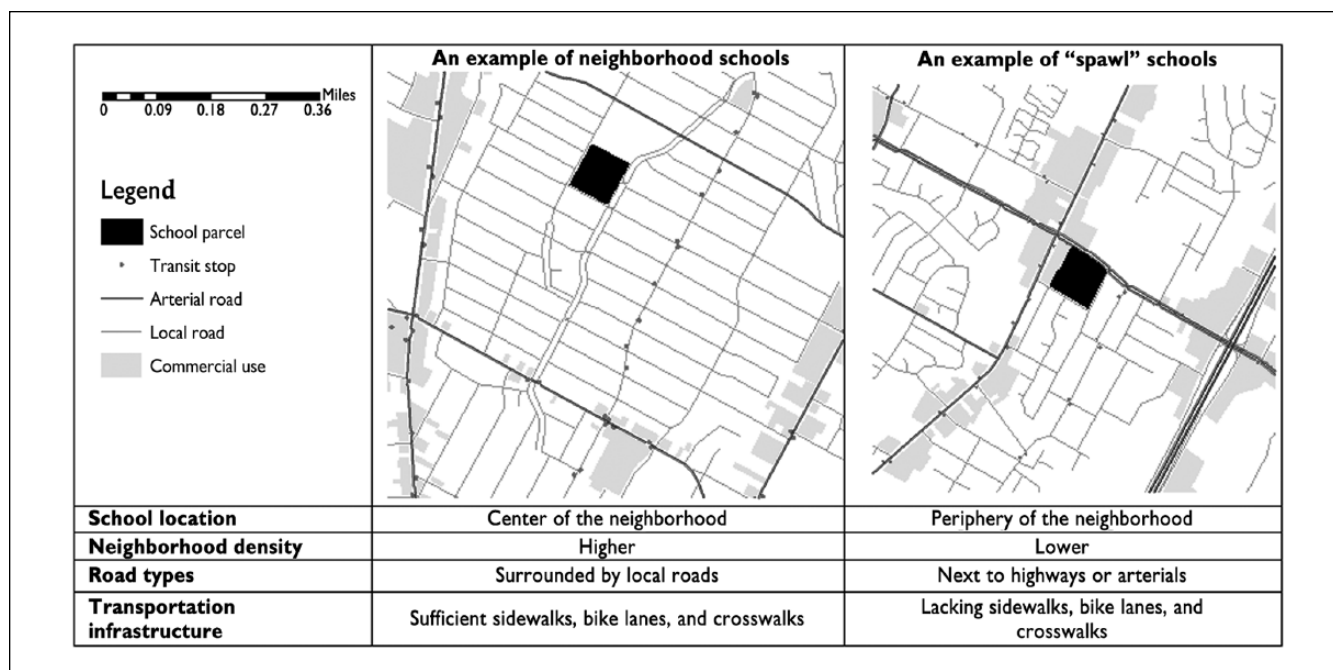 An example of neighborhood schools
An example of “spawl” schools
Miles
0 0.09 0.18 0.27 0.36
Legend
School parcel
Transit stop
Arterial road
Local road
Commercial use
School location Center of the neighborhood Periphery of the neighborhood
Neighborhood density Higher Lower
Road types Surrounded by local roads Next to highways or arterials
Transportation
infrastructure Sufficient sidewalks, bike lanes, and crosswalks Lacking sidewalks, bike lanes, and
crosswalks